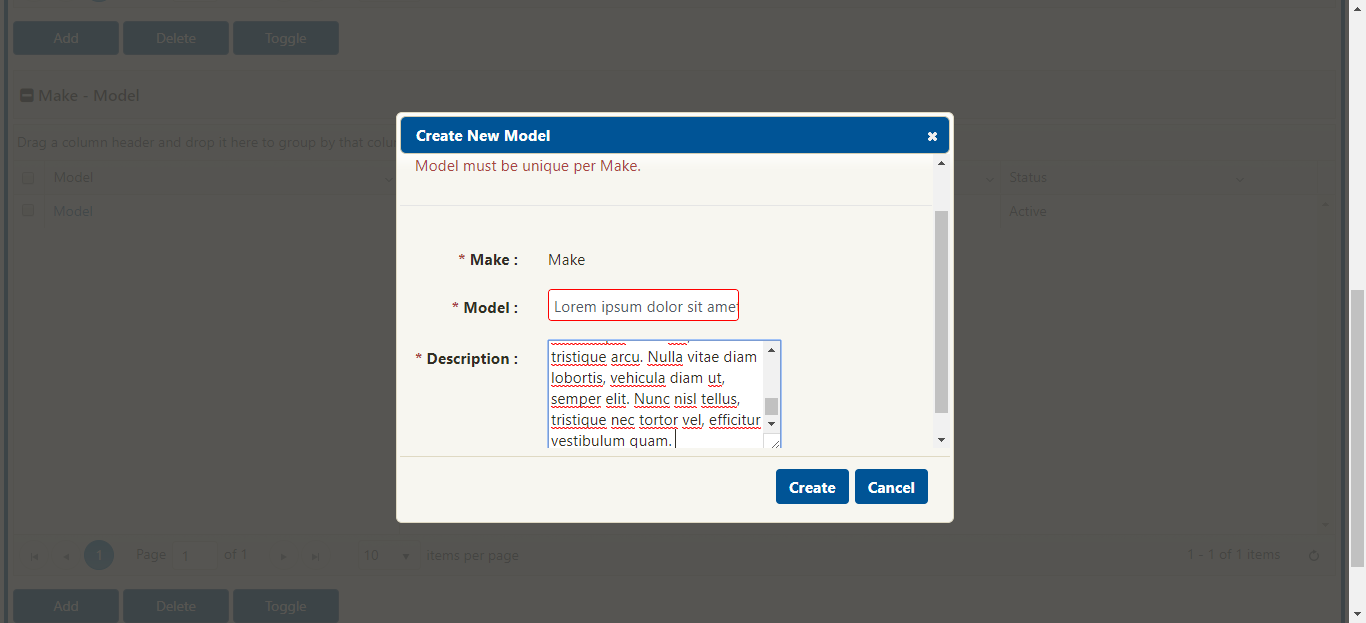 Add Delete Toggle
Make - Model
Drag a column header and drop it here to group by that colu
Model Status
Model Active
Create New Model
Model must be unique per Make.
* Make : Make
* Model : Lorem ipsum dolor sit ame
* Description :
tristique arcu. Nulla vitae diam
lobortis, vehicula diam ut,
semper elit. Nunc nisl tellus,
tristique nec tortor vel, efficitur
vestibulum quam.
Create Cancel
1 Page 1 of 1 10 items per page 1 - 1 of 1 items
Add Delete Toggle